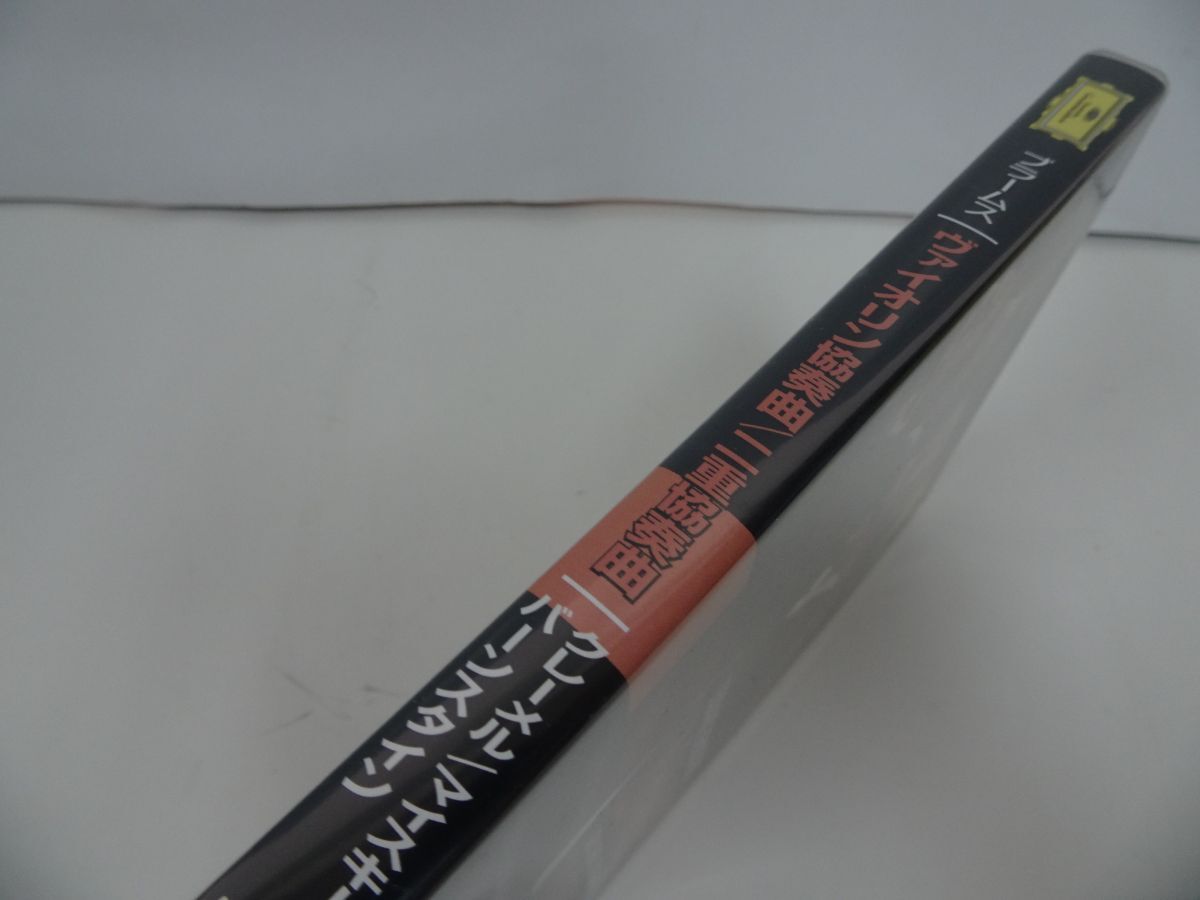 ブラームス/ヴァイオリン協奏曲/二重協奏曲
クレーメル/マイスキー
バーンスタイン